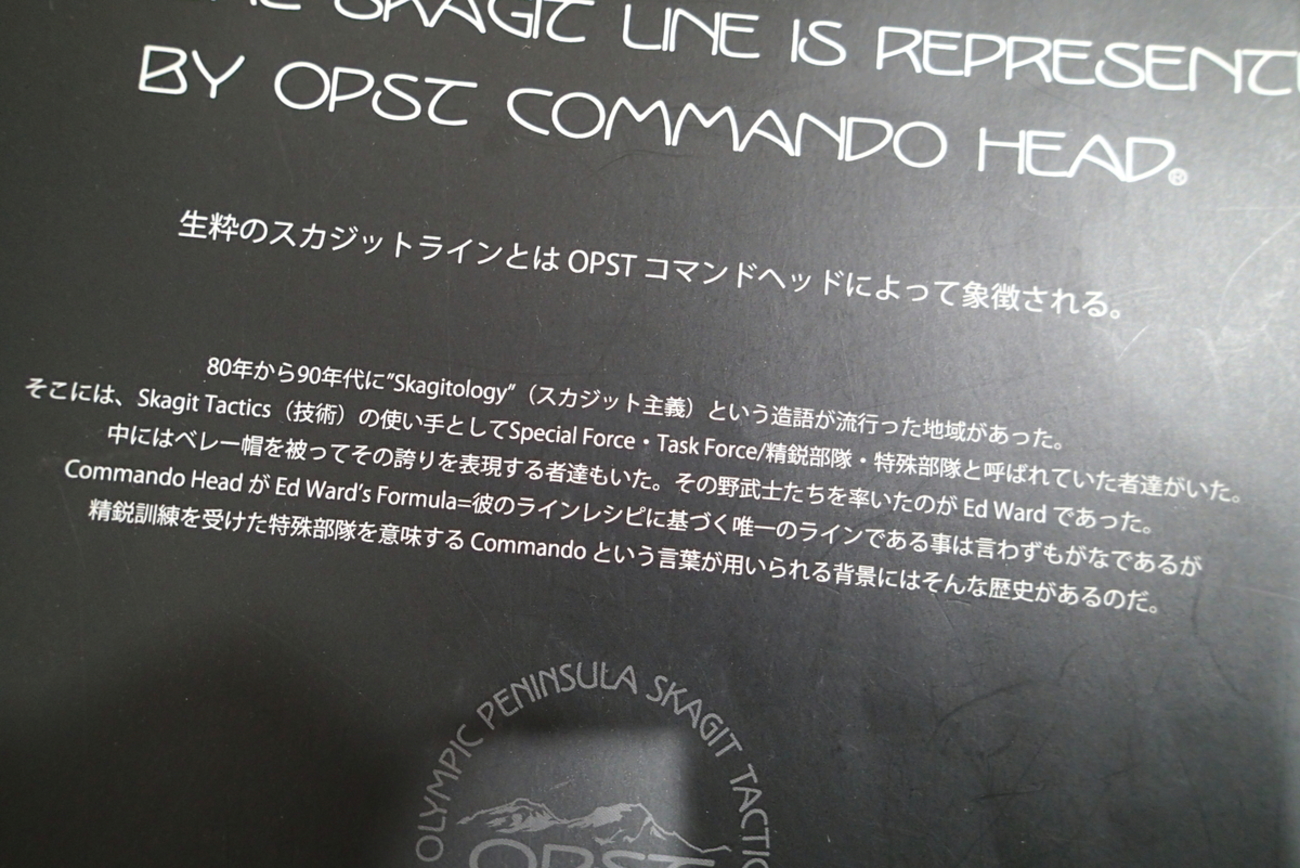 SKAGIT LINE IS
BY OPST COMMANDO HEAD®
生粋のスカジットラインとは OPST コマンドヘッドによって象徴される。
80年から90年代に”Skagitology”（スカジット主義）という造語が流行った地域があった。
そこには、Skagit Tactics（技術）の使い手としてSpecial Force・Task Force/精鋭部隊・特殊部隊と呼ばれていた者達がいた。
中にはベレー帽を被ってその誇りを表現する者達もいた。その野武士たちを率いたのが Ed Ward であった。
Commando Head が Ed Ward's Formula=彼のラインレシピに基づく唯一のラインである事は言わずもがなであるが
精鋭訓練を受けた特殊部隊を意味する Commando という言葉が用いられる背景にはそんな歴史があるのだ。
OLYMPIC PENINSULA SKAGIT
OPST